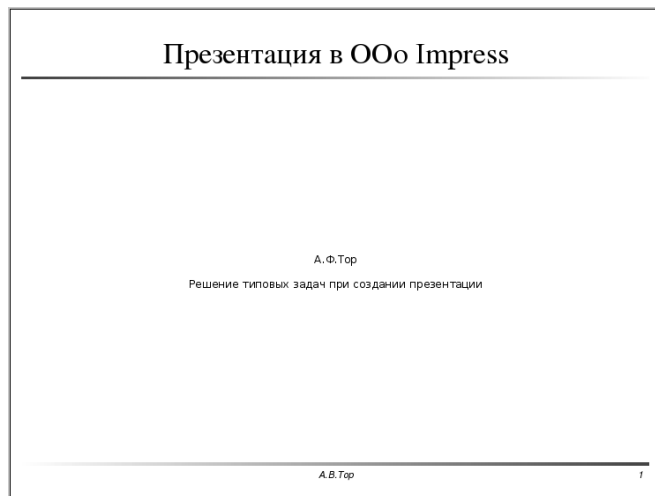 Презентация в OOo Impress
А.Ф.Тор
Решение типовых задач при создании презентации
А.В.Тор
1